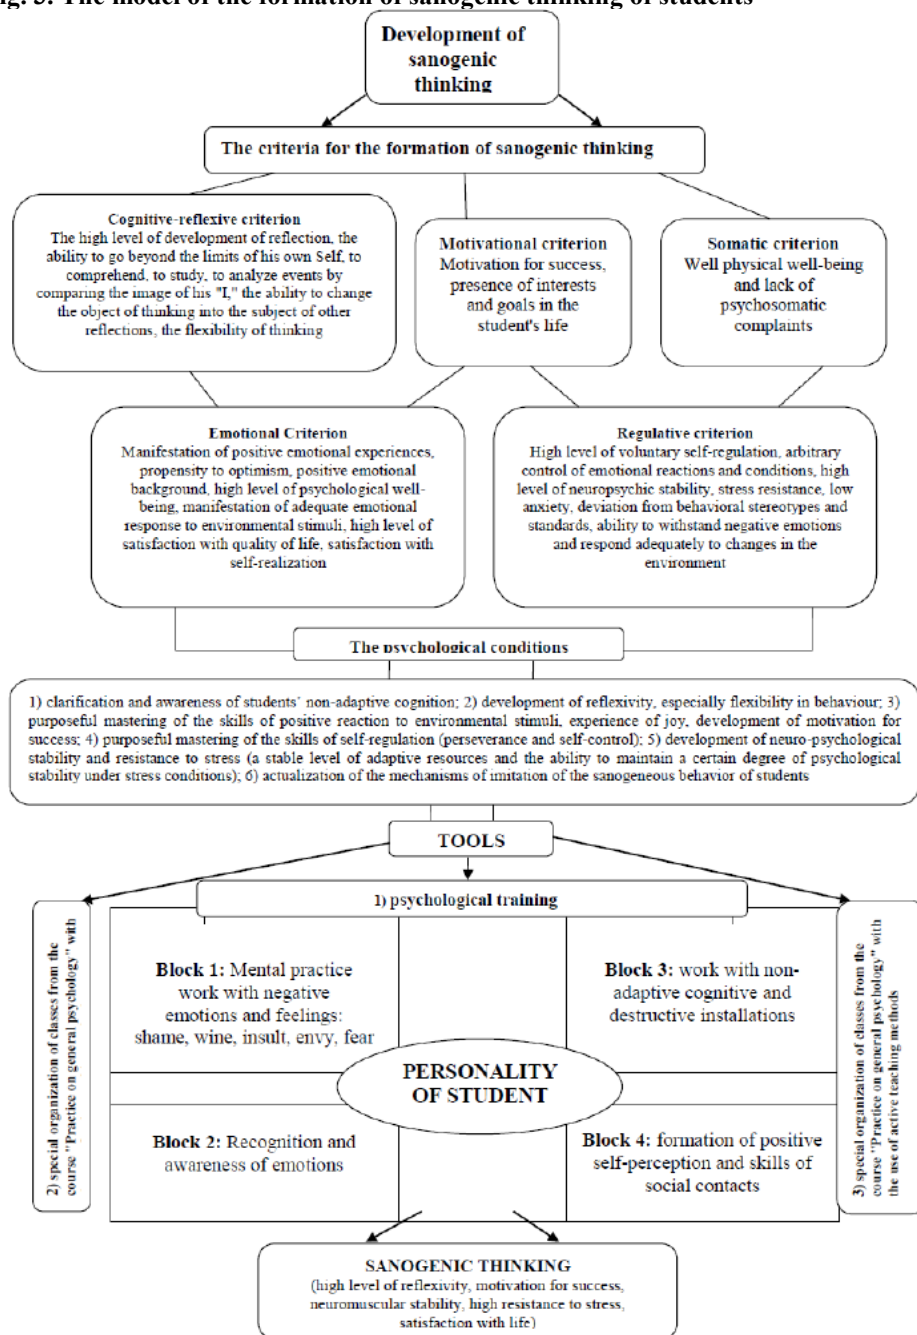 ng. 3. The model of the formation of sanogenic thinking of students
Development of
sanogenic
thinking
The criteria for the formation of sanogenic thinking
Cognitive-reflexive criterion
The high level of development of reflection, the
ability to go beyond the limits of his own Self, to
comprehend, to study, to analyze events by
comparing the image of his "I," the ability to change
the object of thinking into the subject of other
reflections, the flexibility of thinking
Motivational criterion
Motivation for success,
presence of interests
and goals in the
student's life
Somatic criterion
Well physical well-being
and lack of
psychosomatic
complaints
Emotional Criterion
Manifestation of positive emotional experiences,
propensity to optimism, positive emotional
background, high level of psychological well-
being, manifestation of adequate emotional
response to environmental stimuli, high level of
satisfaction with quality of life, satisfaction with
self-realization
Regulative criterion
High level of voluntary self-regulation, arbitrary
control of emotional reactions and conditions, high
level of neuropsychic stability, stress resistance, low
anxiety, deviation from behavioral stereotypes and
standards, ability to withstand negative emotions
and respond adequately to changes in the
environment
The psychological conditions
1) clarification and awareness of students' non-adaptive cognition; 2) development of reflexivity, especially flexibility in behaviour; 3)
purposeful mastering of the skills of positive reaction to environmental stimuli, experience of joy, development of motivation for
success; 4) purposeful mastering of the skills of self-regulation (perseverance and self-control); 5) development of neuro-psychological
stability and resistance to stress (a stable level of adaptive resources and the ability to maintain a certain degree of psychological
stability under stress conditions); 6) actualization of the mechanisms of imitation of the sanogeneous behavior of students
TOOLS
1) psychological training
2) special organization of classes from the
course "Practice on general psychology" with
Block 1: Mental practice
work with negative
emotions and feelings:
shame, wine, insult, envy, fear
Block 3: work with non-
adaptive cognitive and
destructive installations
PERSONALITY
OF STUDENT
Block 2: Recognition and
awareness of emotions
Block 4: formation of positive
self-perception and skills of
social contacts
3) special organization of classes from the
course "Practice on general psychology" with
the use of active teaching methods
SANOGENIC THINKING
(high level of reflexivity, motivation for success,
neuromuscular stability, high resistance to stress,
satisfaction with life)